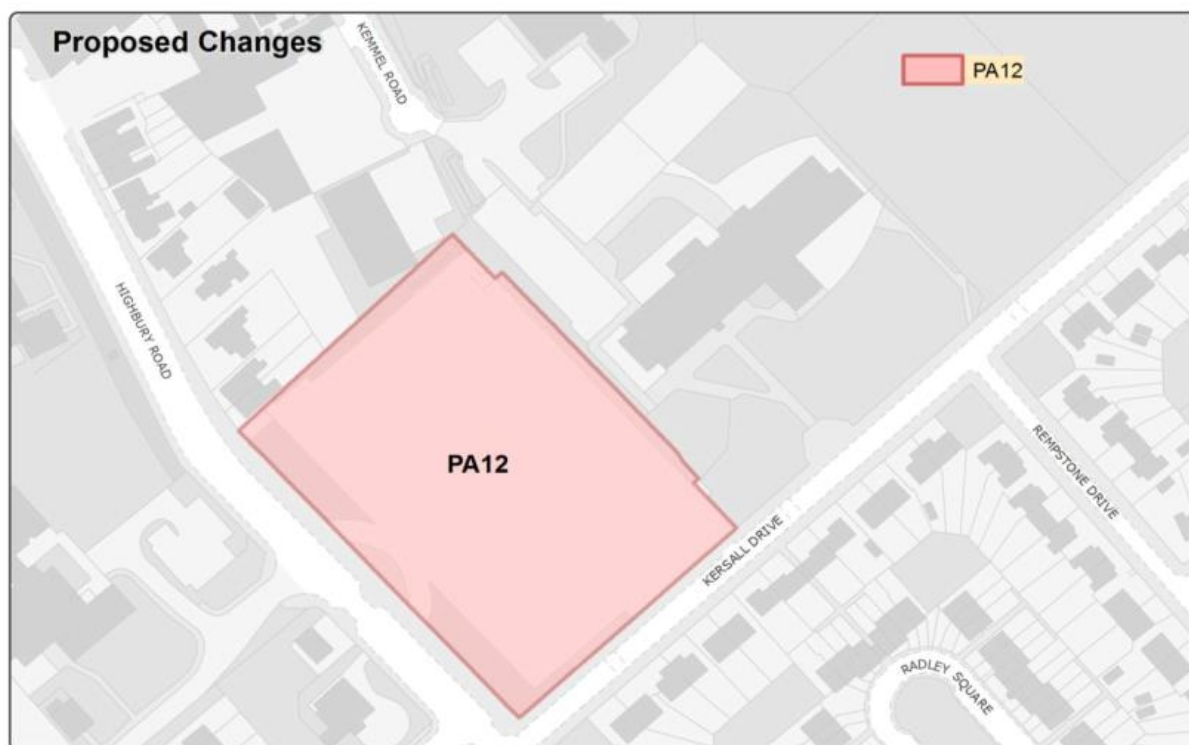 Proposed Changes
KEMMEL ROAD
PA12
HIGHBURY ROAD
PA12
REMPSTONE DRIVE
KERSALL DRIVE
RADLEY SQUARE